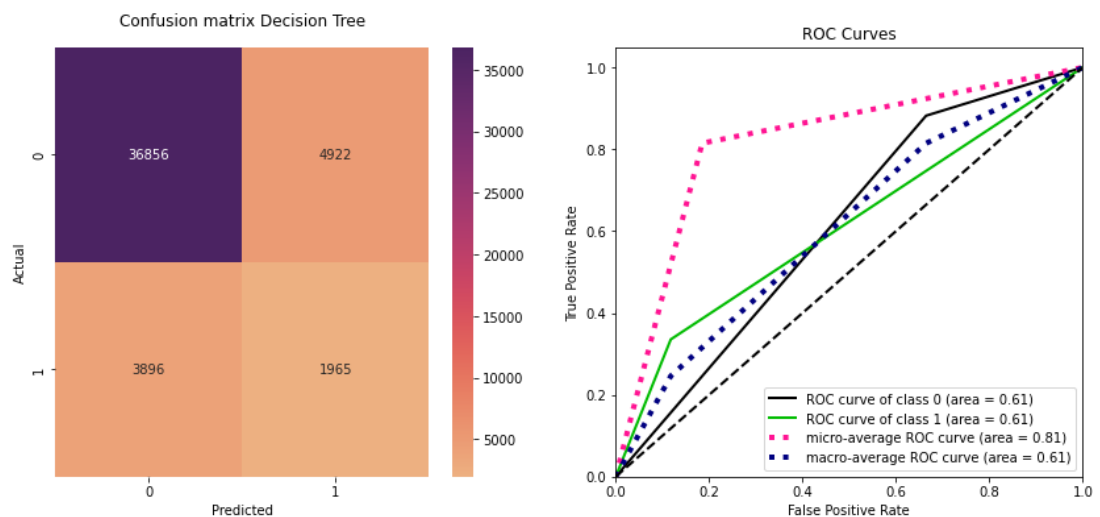 Confusion matrix Decision Tree
0
1
Actual
36856
4922
3896
1965
0
1
Predicted
35000
30000
25000
20000
15000
10000
5000
ROC Curves
1.0
0.8
0.6
0.4
0.2
0.0
True Positive Rate
ROC curve of class 0 (area = 0.61)
ROC curve of class 1 (area = 0.61)
micro-average ROC curve (area = 0.81)
macro-average ROC curve (area = 0.61)
0.0
0.2
0.4
0.6
0.8
1.0
False Positive Rate